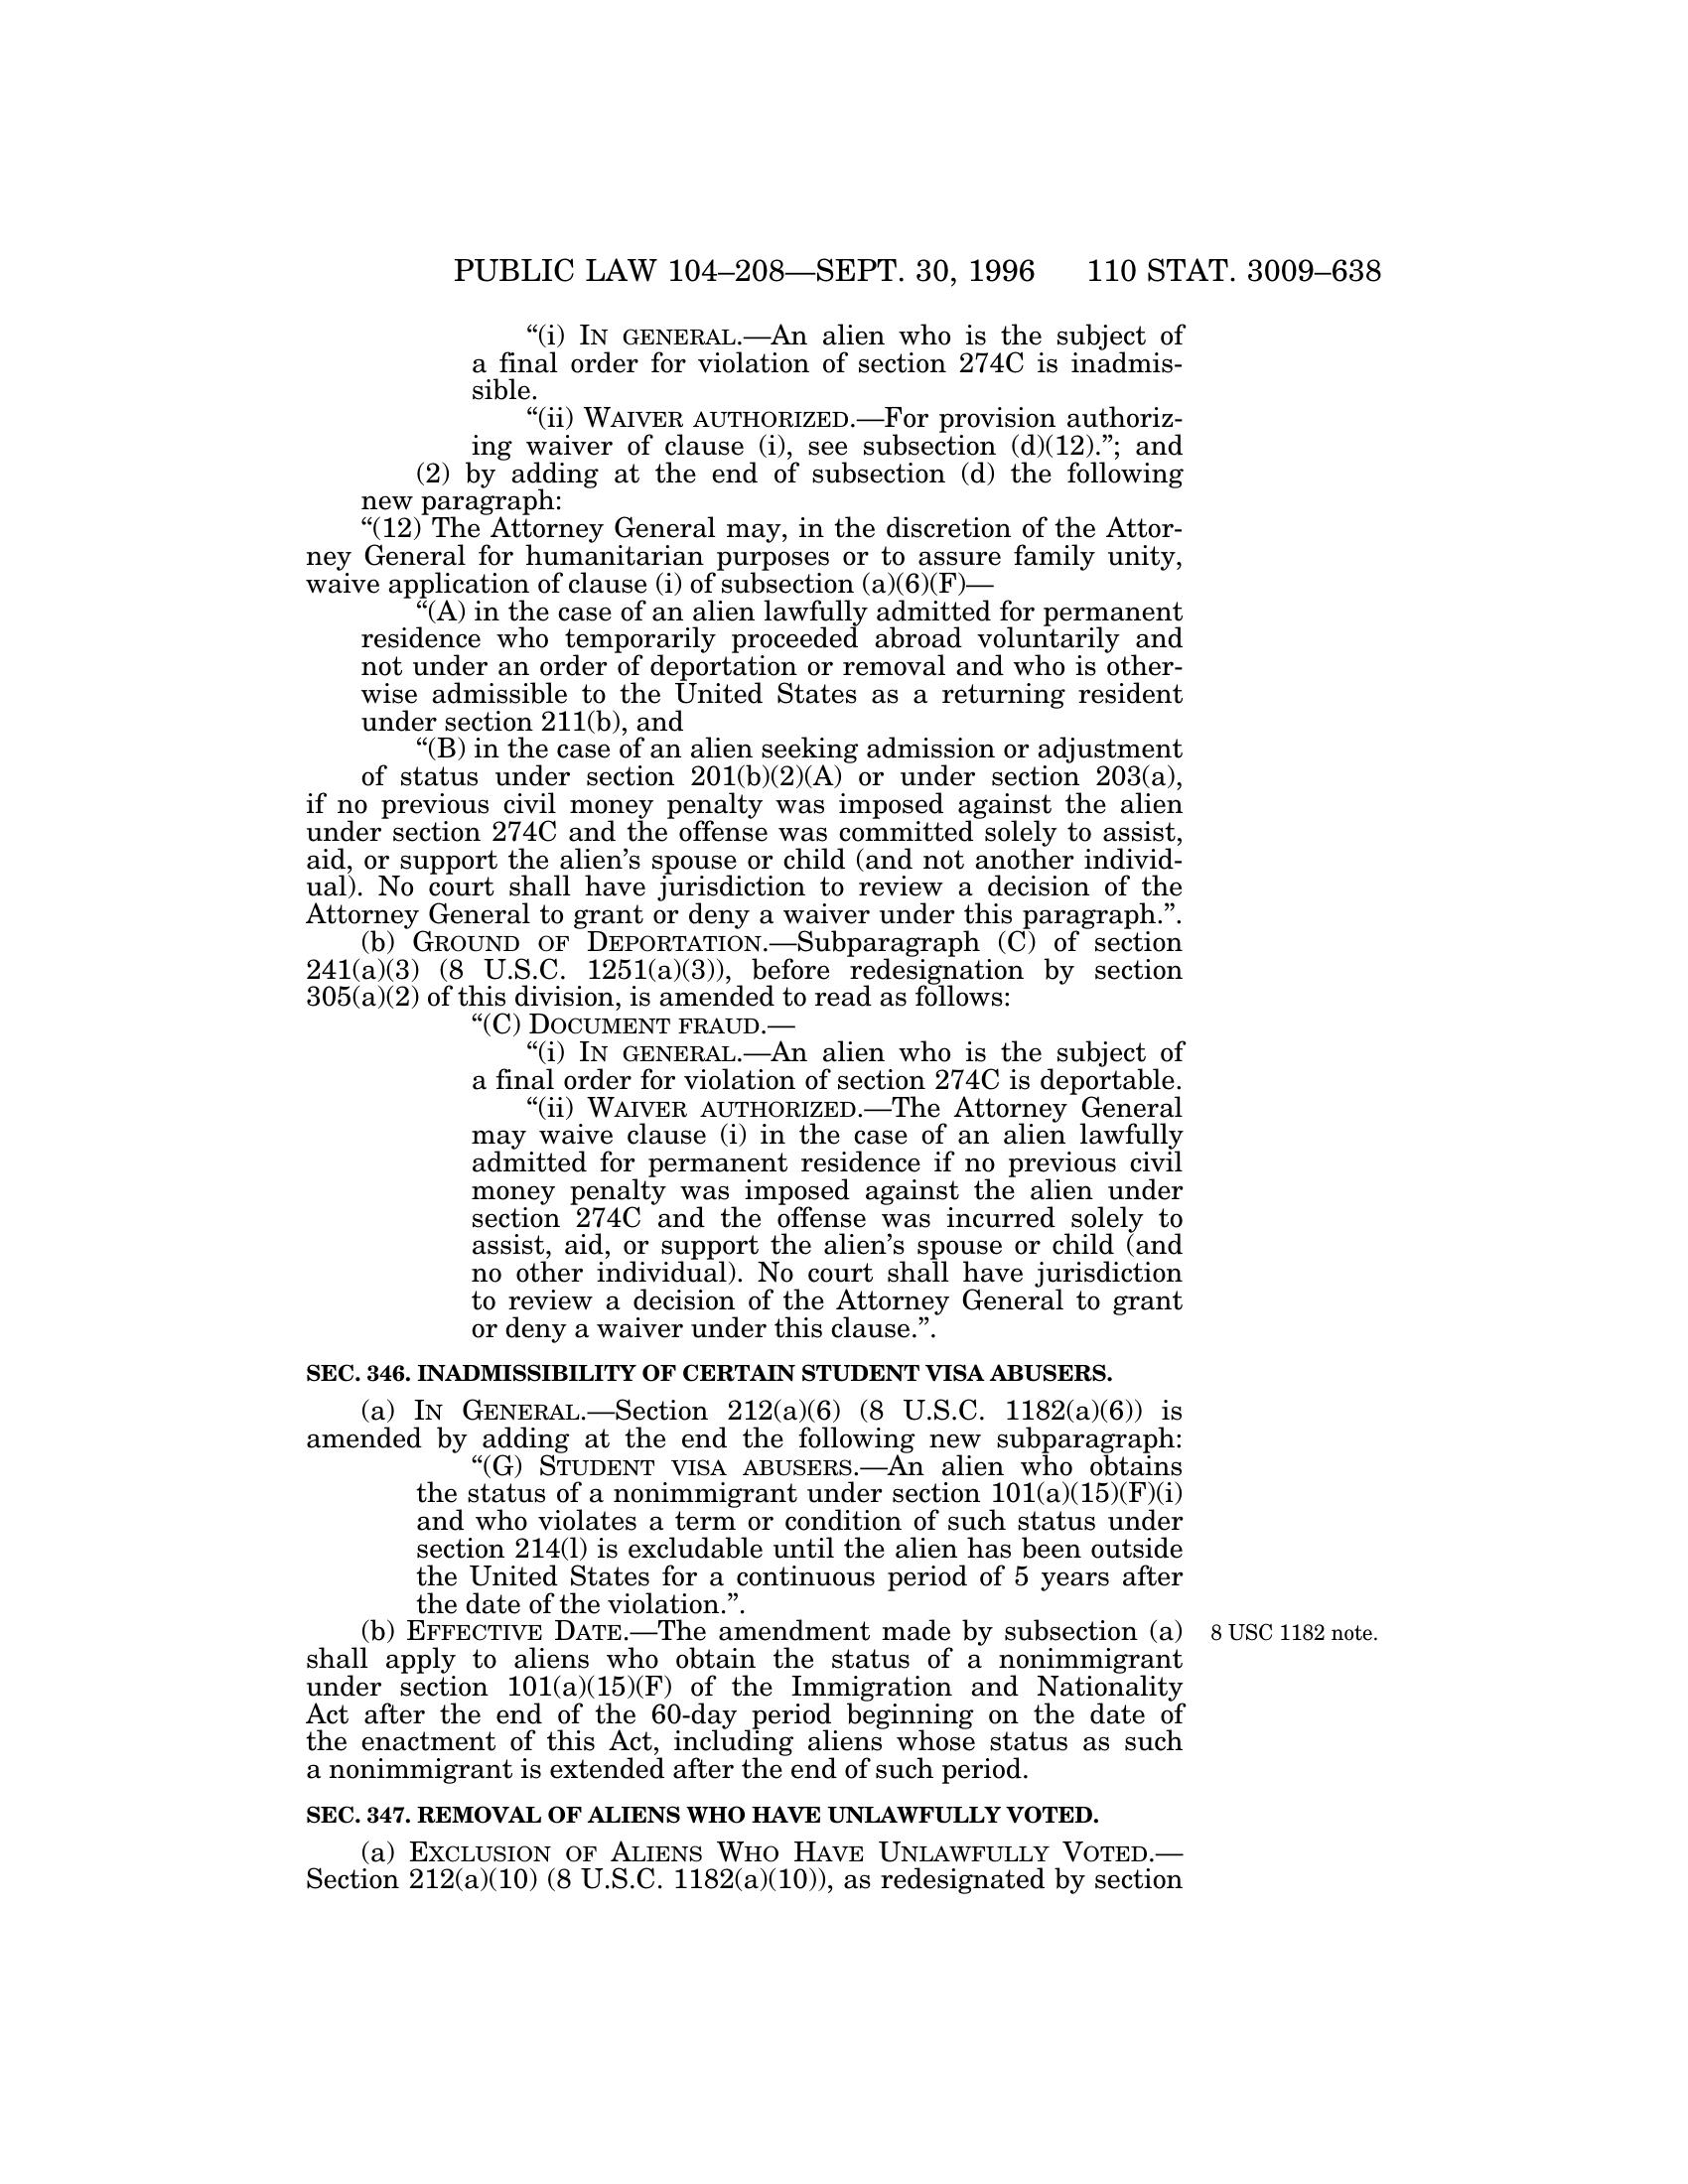 PUBLIC LAW 104–208—SEPT. 30, 1996 110 STAT. 3009–638
“(i) IN GENERAL.—An alien who is the subject of
a final order for violation of section 274C is inadmis-
sible.
“(ii) WAIVER AUTHORIZED.—For provision authoriz-
ing waiver of clause (i), see subsection (d)(12).”; and
(2) by adding at the end of subsection (d) the following
new paragraph:
“(12) The Attorney General may, in the discretion of the Attor-
ney General for humanitarian purposes or to assure family unity,
waive application of clause (i) of subsection (a)(6)(F)—
“(A) in the case of an alien lawfully admitted for permanent
residence who temporarily proceeded abroad voluntarily and
not under an order of deportation or removal and who is other-
wise admissible to the United States as a returning resident
under section 211(b), and
“(B) in the case of an alien seeking admission or adjustment
of status under section 201(b)(2)(A) or under section 203(a),
if no previous civil money penalty was imposed against the alien
under section 274C and the offense was committed solely to assist,
aid, or support the alien’s spouse or child (and not another individ-
ual). No court shall have jurisdiction to review a decision of the
Attorney General to grant or deny a waiver under this paragraph.”.
(b) GROUND OF DEPORTATION.—Subparagraph (C) of section
241(a)(3) (8 U.S.C. 1251(a)(3)), before redesignation by section
305(a)(2) of this division, is amended to read as follows:
“(C) DOCUMENT FRAUD.—
“(i) IN GENERAL.—An alien who is the subject of
a final order for violation of section 274C is deportable.
“(ii) WAIVER AUTHORIZED.—The Attorney General
may waive clause (i) in the case of an alien lawfully
admitted for permanent residence if no previous civil
money penalty was imposed against the alien under
section 274C and the offense was incurred solely to
assist, aid, or support the alien’s spouse or child (and
no other individual). No court shall have jurisdiction
to review a decision of the Attorney General to grant
or deny a waiver under this clause.”.
SEC. 346. INADMISSIBILITY OF CERTAIN STUDENT VISA ABUSERS.
(a) IN GENERAL.—Section 212(a)(6) (8 U.S.C. 1182(a)(6)) is
amended by adding at the end the following new subparagraph:
“(G) STUDENT VISA ABUSERS.—An alien who obtains
the status of a nonimmigrant under section 101(a)(15)(F)(i)
and who violates a term or condition of such status under
section 214(l) is excludable until the alien has been outside
the United States for a continuous period of 5 years after
the date of the violation.”.
(b) EFFECTIVE DATE.—The amendment made by subsection (a) 8 USC 1182 note.
shall apply to aliens who obtain the status of a nonimmigrant
under section 101(a)(15)(F) of the Immigration and Nationality
Act after the end of the 60-day period beginning on the date of
the enactment of this Act, including aliens whose status as such
a nonimmigrant is extended after the end of such period.
SEC. 347. REMOVAL OF ALIENS WHO HAVE UNLAWFULLY VOTED.
(a) EXCLUSION OF ALIENS WHO HAVE UNLAWFULLY VOTED.—
Section 212(a)(10) (8 U.S.C. 1182(a)(10)), as redesignated by section